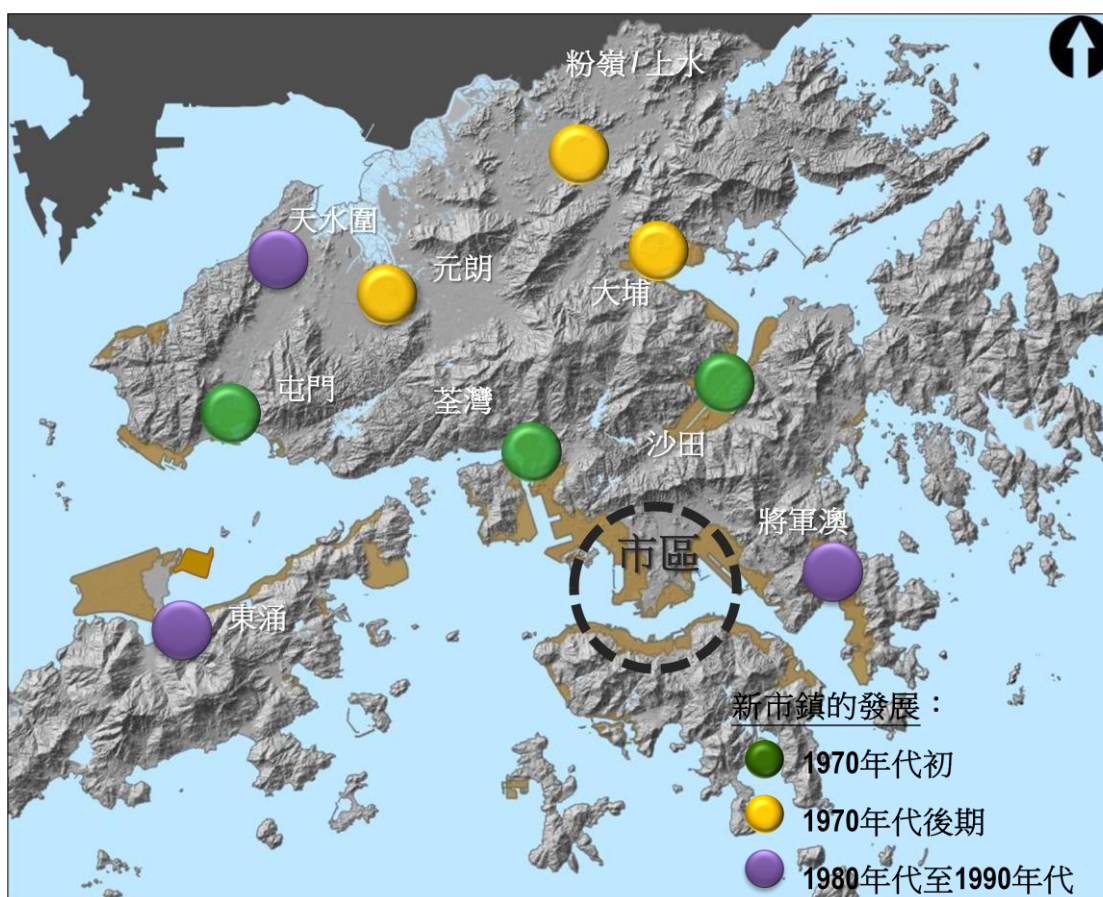 粉嶺 / 上水
天水圍
元朗
大埔
屯門
荃灣
沙田
將軍澳
市區
東涌
新市鎮的發展：
1970年代初
1970年代後期
1980年代至1990年代